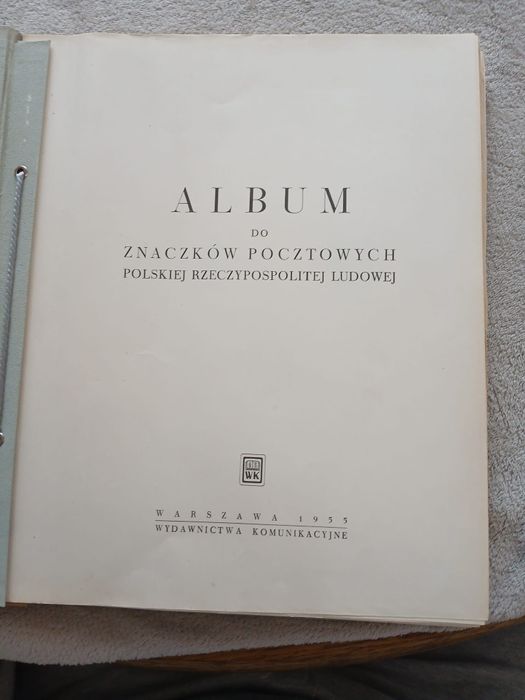 ALBUM
DO
ZNACZKÓW POCZTOWYCH
POLSKIEJ RZECZYPOSPOLITEJ LUDOWEJ
WK
WARSZAWA 1955
WYDAWNICTWA KOMUNIKACYJNE